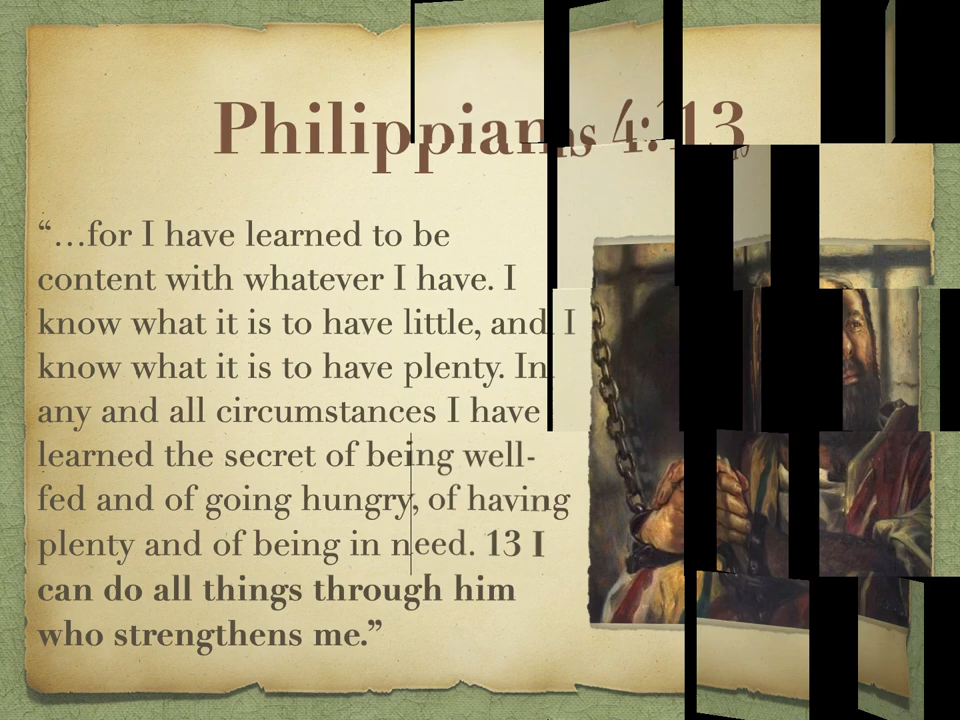 Philippians 4:13
“…for I have learned to be
content with whatever I have. I
know what it is to have little, and I
know what it is to have plenty. In
any and all circumstances I have
learned the secret of being well-
fed and of going hungry, of having
plenty and of being in need. 13 I
can do all things through him
who strengthens me.”